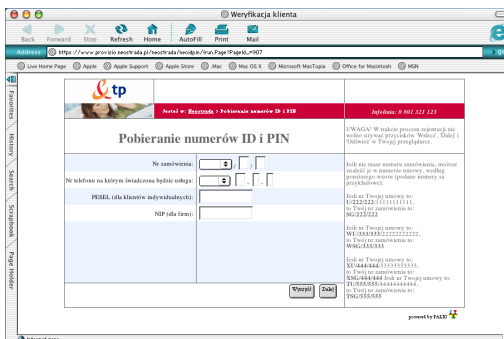 Weryfikacja klienta
Back Forward Stop Refresh Home AutoFill Print Mail
Address: https://www.provisio.neostrada.pl/neostrada/neoidpin/!run.Page?PageId_=907
Live Home Page Apple Apple Support Apple Store .Mac Mac OS X Microsoft MacTopia Office for Macintosh MSN
Favorites
History
Search
Scrapbook
Page Holder
tp
Jesteś w: Neostrada > Pobieranie numerów ID i PIN
Infolinia: 0 801 321 123
Pobieranie numerów ID i PIN
Nr zamówienia: / /
Nr telefonu na którym świadczona będzie usługa: - -
PESEL (dla klientów indywidualnych):
NIP (dla firm):
Wyczyść Dalej
UWAGA! W trakcie procesu rejestracji nie
wolno używać przycisków 'Wstecz', 'Dalej' i
'Odśwież' w Twojej przeglądarce.
Jeśli nie masz numeru zamówienia, możesz
znaleźć je w numerze umowy, według
poniższego wzoru (podane numery są
przykładowe):
Jeśli nr Twojej umowy to:
U/222/222/1111111111,
to Twój nr zamówienia to:
SG/222/222
Jeśli nr Twojej umowy to:
WU/333/333/2222222222,
to Twój nr zamówienia to:
WSG/333/333
Jeśli nr Twojej umowy to:
XU/444/444/3333333333,
to Twój nr zamówienia to:
XSG/444/444 Jeśli nr Twojej umowy to:
TU/555/555/4444444444,
to Twój nr zamówienia to:
TSG/555/555
powered by PALIO